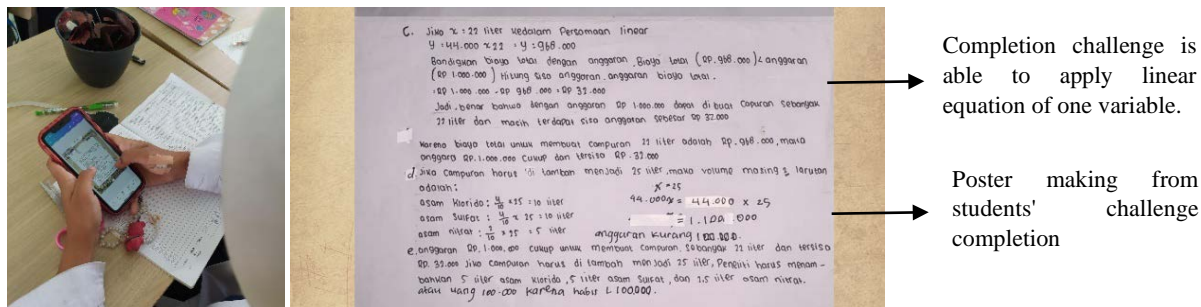 C. Jika x = 22 liter kedalam Persamaan linear
y = 44.000 x 22 = y = 968.000
Bandigkan biaya total dengan anggaran. Biaya total (Rp. 968.000) < anggaran
(RP 1.000.000) Hitung sisa anggaran. anggaran biaya total.
= RP 1.000.000 - RP 968.000 = RP 32.000
Jadi, benar bahwa dengan anggaran RP 1.000.000 dapat di buat Capuran sebangak
22 liter dan masih terdapat sisa anggaran sebesar RP 32.000
Karena biaya total untuk membuat campuran 22 liter adalah RP. 968.000, maka
anggara RP. 1.000.000 cukup dan tersisa RP. 32.000
d. Jika campuran harus di tambah menjadi 25 liter, maka volume masing 2 larutan
adalah:
asam klorida: 4/10 x 25 = 10 liter
asam Sulfat: 4/10 x 25 = 10 liter
asam nitrat: 2/10 x 25 = 5 liter
x = 25
44.000x = 44.000 x 25
= 1.100.000
anggaran kurang 100.000.
e. anggaran RP. 1.000.000 cukup untuk membuat campuran sebangak 22 liter dan tersisa
RP. 32.000 Jika campuran harus di tambah menjadi 25 liter, Peneliti harus menam-
bahkan 5 liter asam klorida, 5 liter asam sulfat, dan 2,5 liter asam nitrat.
atau uang 100.000 karena habis 1.100.000.
Completion challenge is
able to apply linear
equation of one variable.
Poster making from
students' challenge
completion